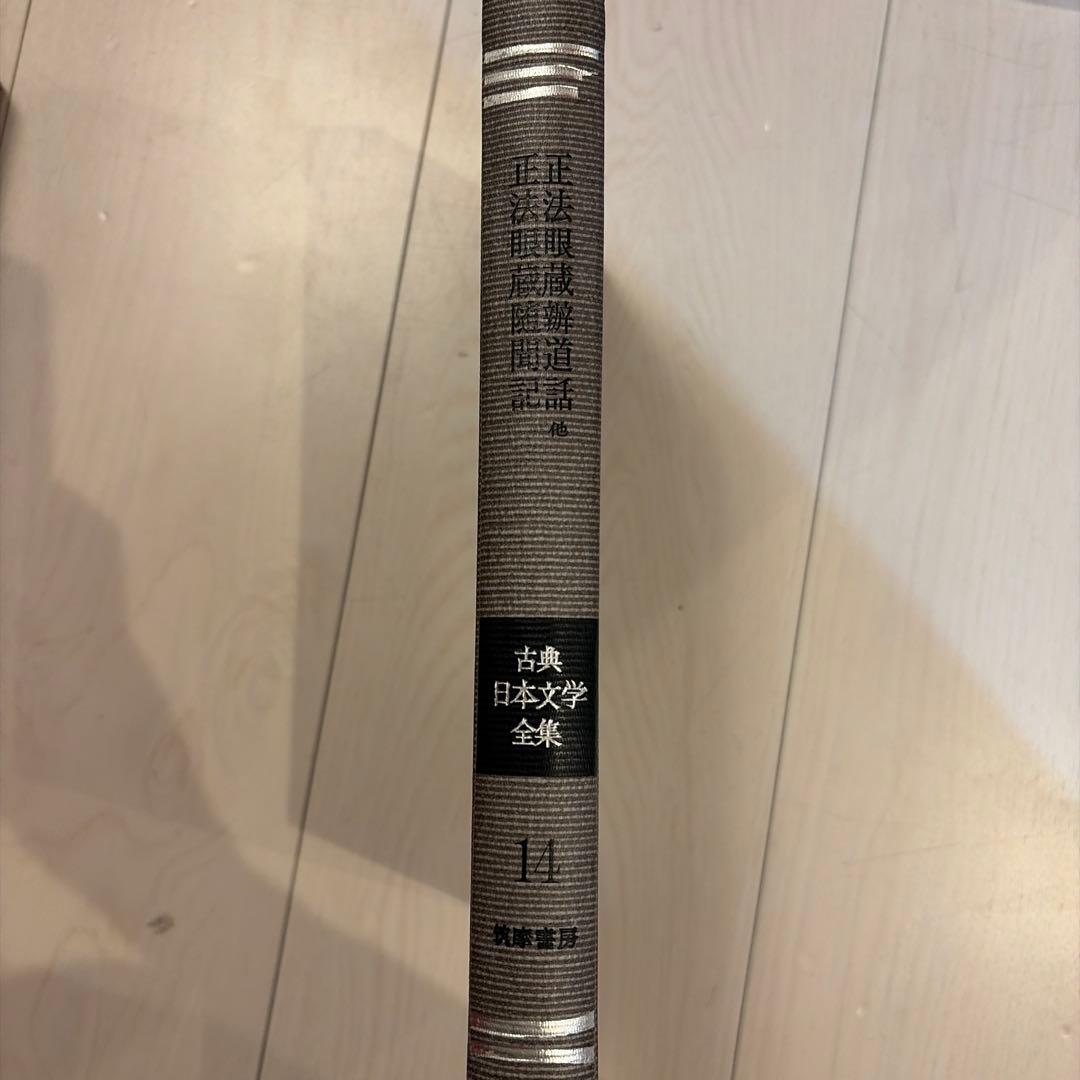 正法眼蔵辦道話 他
正法眼蔵随聞記
古典
日本文学
全集
14
筑摩書房